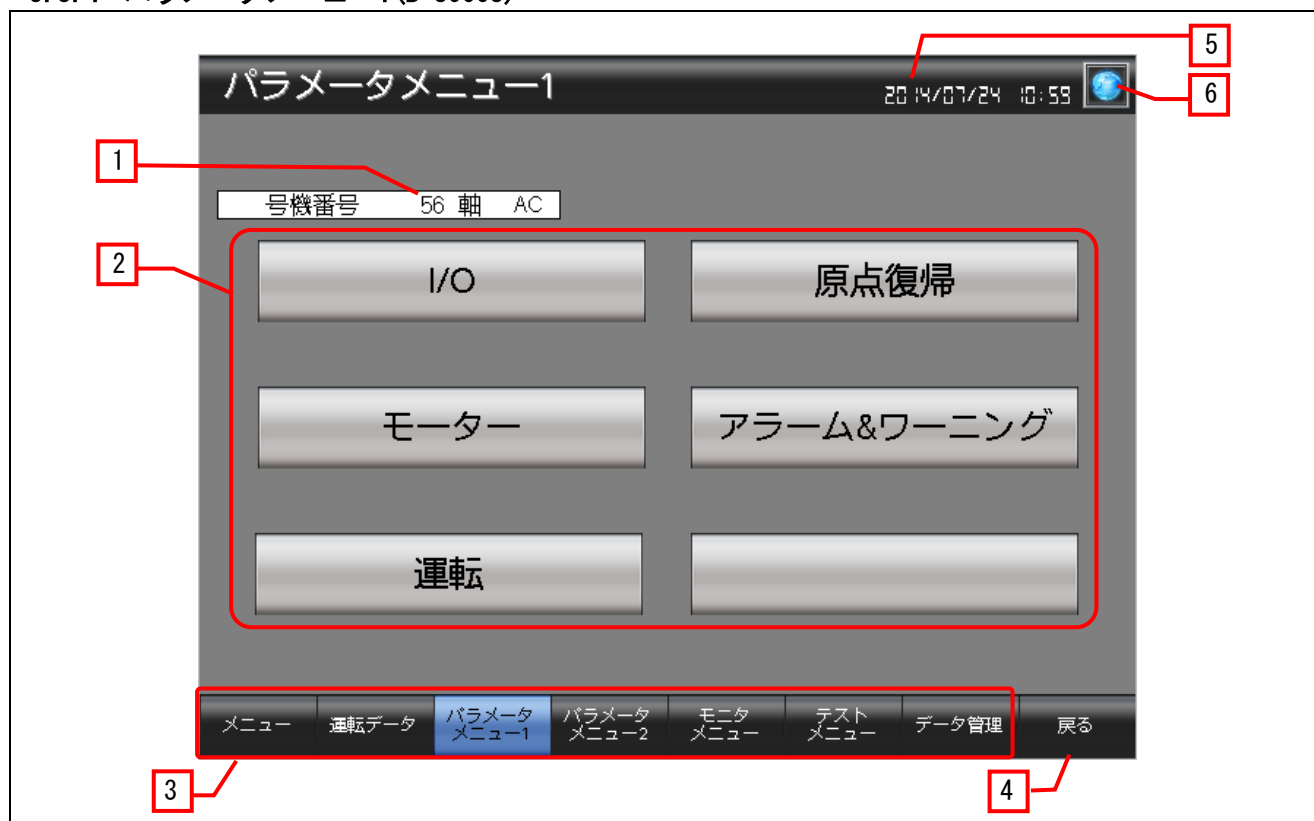 パラメータメニュー1
2014/07/24 10:59
5
6
1
号機番号 56 軸 AC
2
I/O
原点復帰
モーター
アラーム&ワーニング
運転
メニュー
運転データ
パラメータ
メニュー1
パラメータ
メニュー2
モニタ
メニュー
テスト
メニュー
データ管理
戻る
3
4